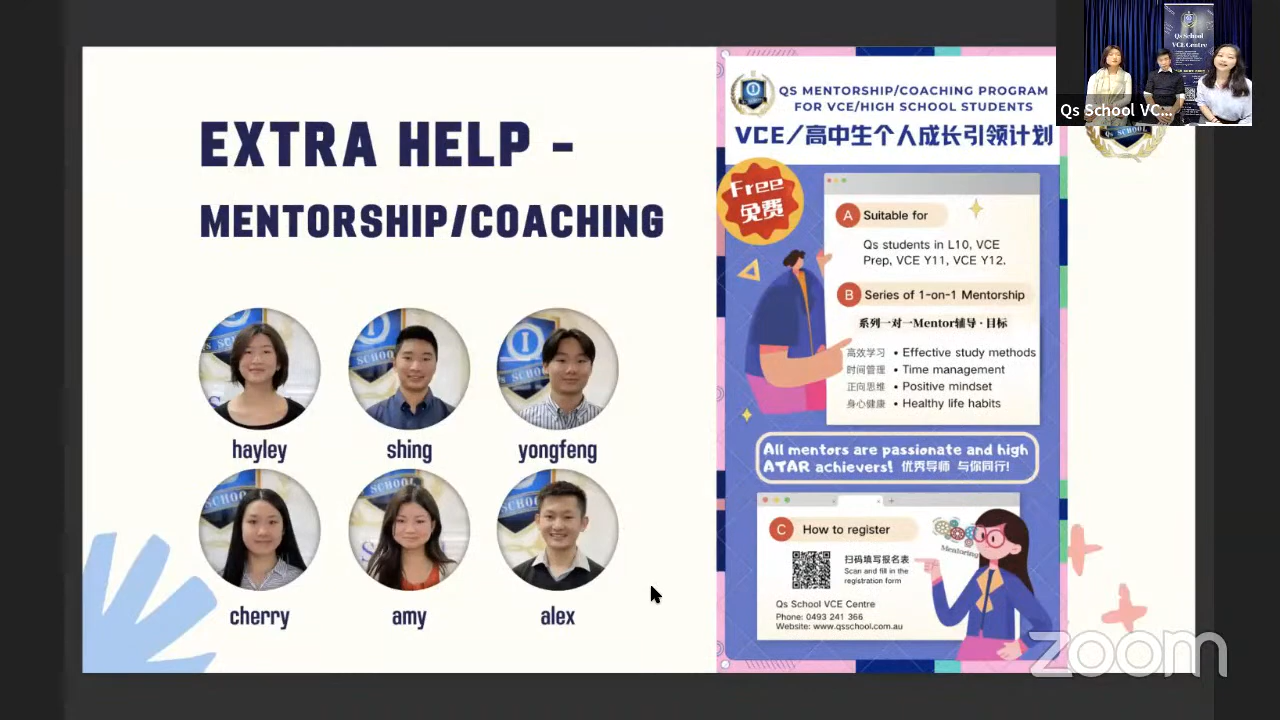 EXTRA HELP -
MENTORSHIP/COACHING
hayley
shing
yongfeng
cherry
amy
alex
QS MENTORSHIP/COACHING PROGRAM
FOR VCE/HIGH SCHOOL STUDENTS
VCE/高中生个人成长引领计划
Free
免费
A Suitable for
Qs students in L10, VCE
Prep, VCE Y11, VCE Y12.
B Series of 1-on-1 Mentorship
系列一对一Mentor辅导·目标
高效学习 • Effective study methods
时间管理 • Time management
正向思维 • Positive mindset
身心健康 • Healthy life habits
All mentors are passionate and high
ATAR achievers! 优秀导师 与你同行!
C How to register
扫码填写报名表
Scan and fill in the
registration form
Mentoring
Qs School VCE Centre
Phone: 0493 241 366
Website: www.qsschool.com.au
Qs School
VCE Centre
Qs School VC...
QS SCHOOL
zoom